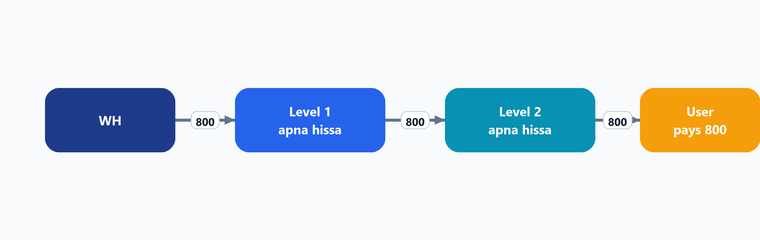 WH
800
Level 1
apna hissa
800
Level 2
apna hissa
800
User
pays 800